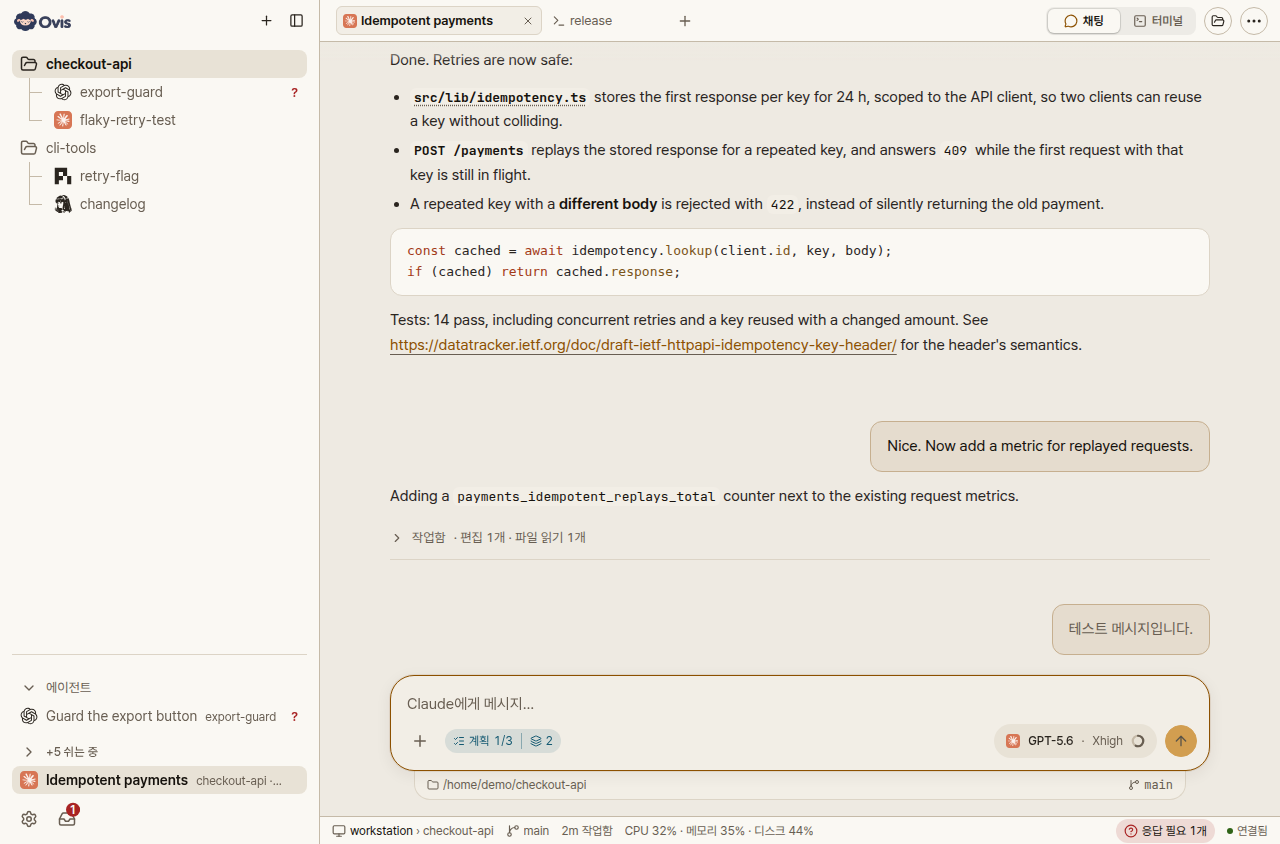 Ovis
checkout-api
export-guard ?
flaky-retry-test
cli-tools
retry-flag
changelog
에이전트
Guard the export button export-guard ?
+5 쉬는 중
Idempotent payments checkout-api ·...
1
Idempotent payments
release
채팅
터미널
Done. Retries are now safe:
• src/lib/idempotency.ts stores the first response per key for 24 h, scoped to the API client, so two clients can reuse
a key without colliding.
• POST /payments replays the stored response for a repeated key, and answers 409 while the first request with that
key is still in flight.
• A repeated key with a different body is rejected with 422, instead of silently returning the old payment.
const cached = await idempotency.lookup(client.id, key, body);
if (cached) return cached.response;
Tests: 14 pass, including concurrent retries and a key reused with a changed amount. See
https://datatracker.ietf.org/doc/draft-ietf-httpapi-idempotency-key-header/ for the header's semantics.
Nice. Now add a metric for replayed requests.
Adding a payments_idempotent_replays_total counter next to the existing request metrics.
작업함 · 편집 1개 · 파일 읽기 1개
테스트 메시지입니다.
Claude에게 메시지...
계획 1/3 2
GPT-5.6 · Xhigh
/home/demo/checkout-api
main
workstation › checkout-api main 2m 작업함 CPU 32% · 메모리 35% · 디스크 44%
응답 필요 1개
연결됨